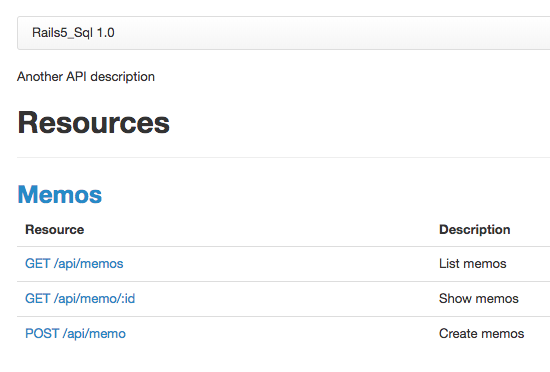 Rails5_Sql 1.0
Another API description
Resources
Memos
Resource Description
GET /api/memos List memos
GET /api/memo/:id Show memos
POST /api/memo Create memos